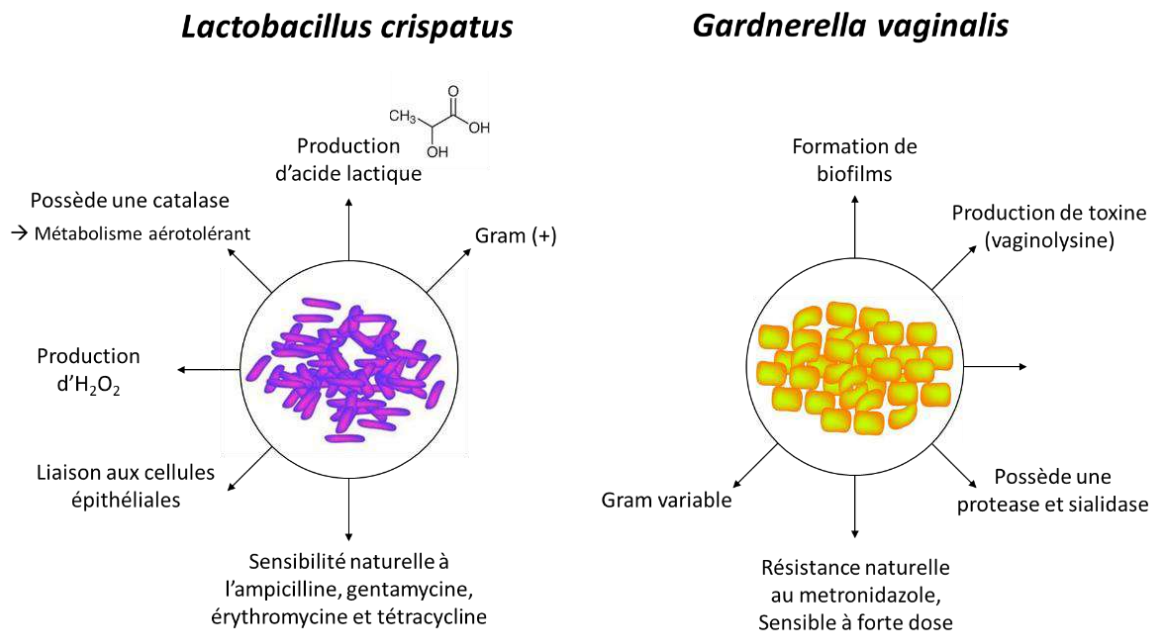 Lactobacillus crispatus
Gardnerella vaginalis
O
CH3
OH
OH
Production
d'acide lactique
Possède une catalase
→ Métabolisme aérotolérant
Gram (+)
Production
d'H₂O₂
Liaison aux cellules
épithéliales
Sensibilité naturelle à
l'ampicilline, gentamycine,
érythromycine et tétracycline
Formation de
biofilms
Production de toxine
(vaginolysine)
Gram variable
Possède une
protease et sialidase
Résistance naturelle
au metronidazole,
Sensible à forte dose